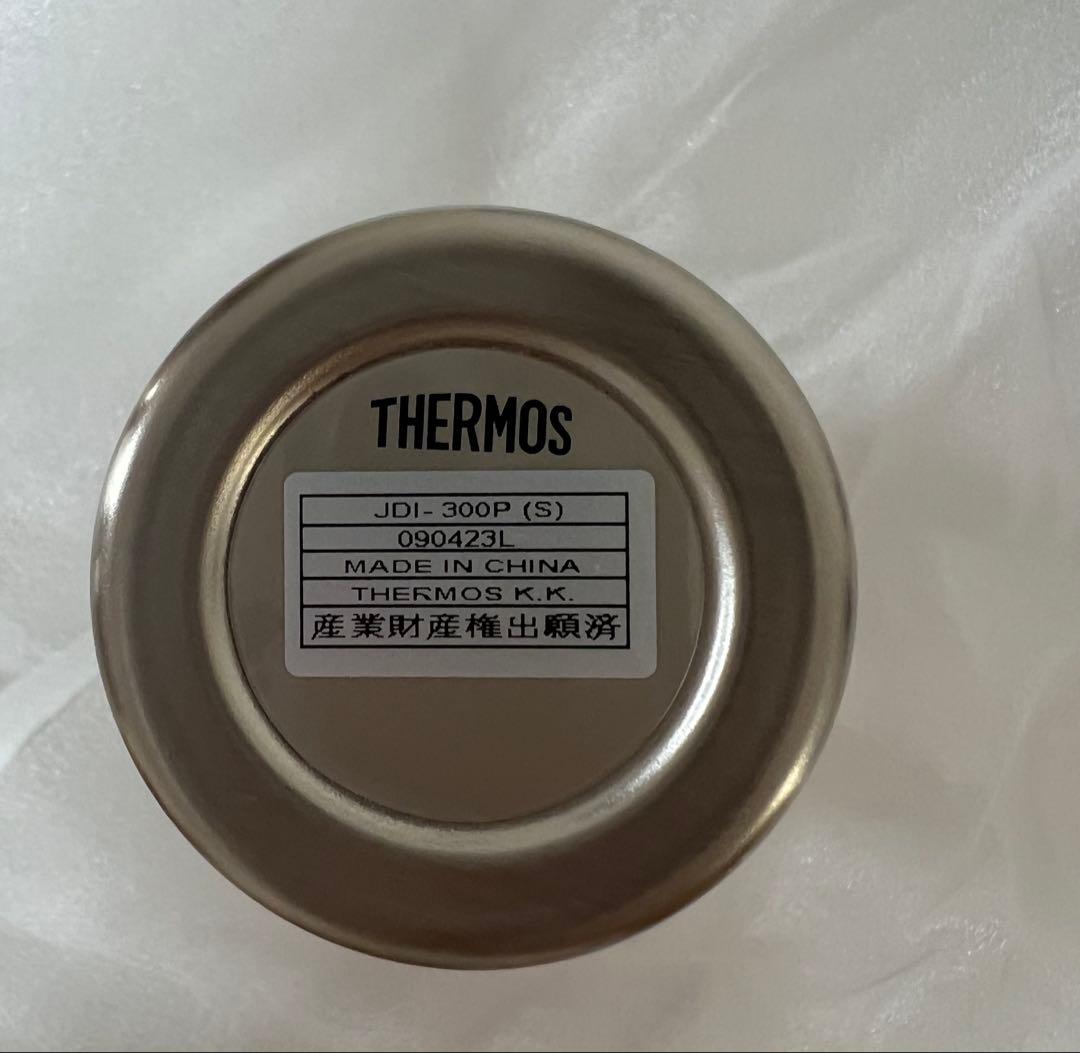 THERMOS
JDI-300P (S)
090423L
MADE IN CHINA
THERMOS K.K.
産業財産権出願済